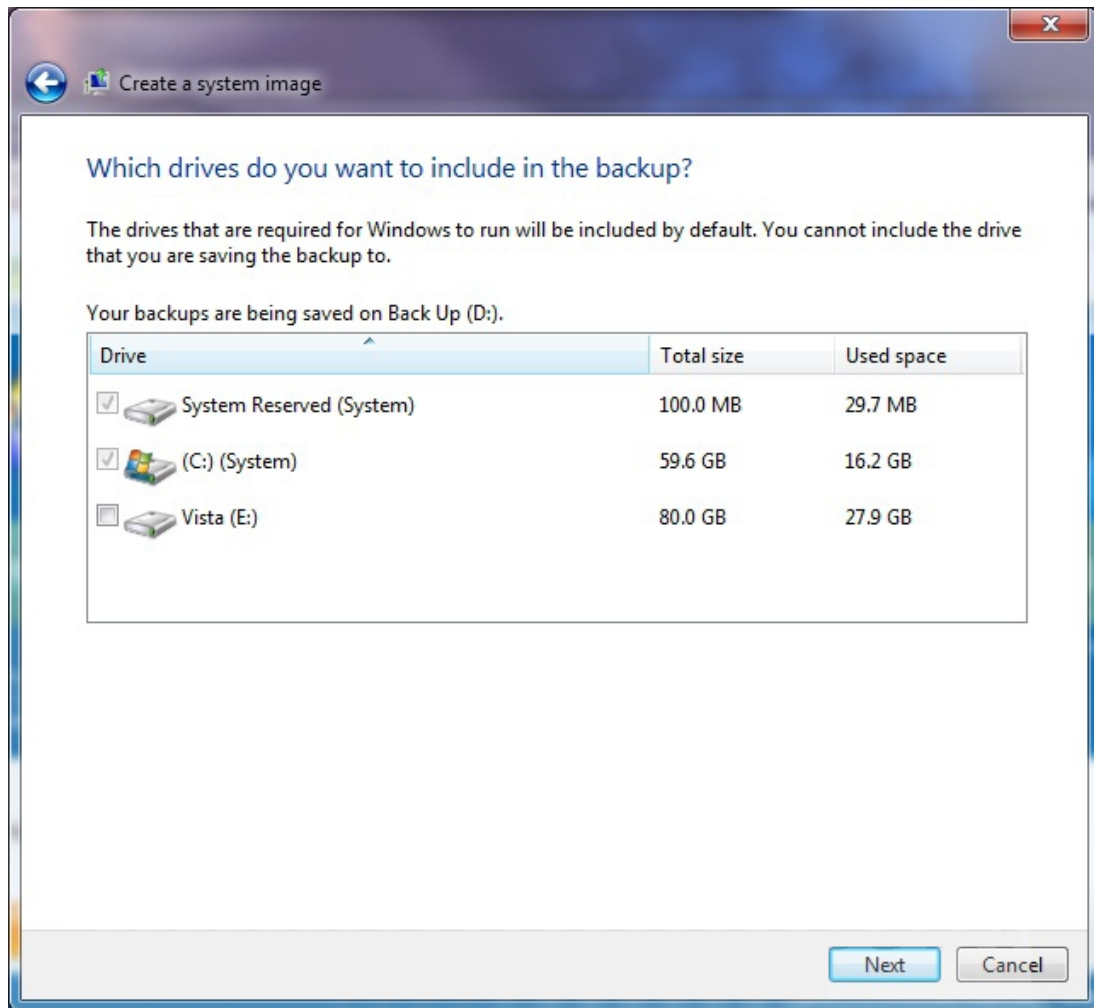 Create a system image
Which drives do you want to include in the backup?
The drives that are required for Windows to run will be included by default. You cannot include the drive
that you are saving the backup to.
Your backups are being saved on Back Up (D:).
Drive Total size Used space
System Reserved (System) 100.0 MB 29.7 MB
(C:) (System) 59.6 GB 16.2 GB
Vista (E:) 80.0 GB 27.9 GB
Next Cancel